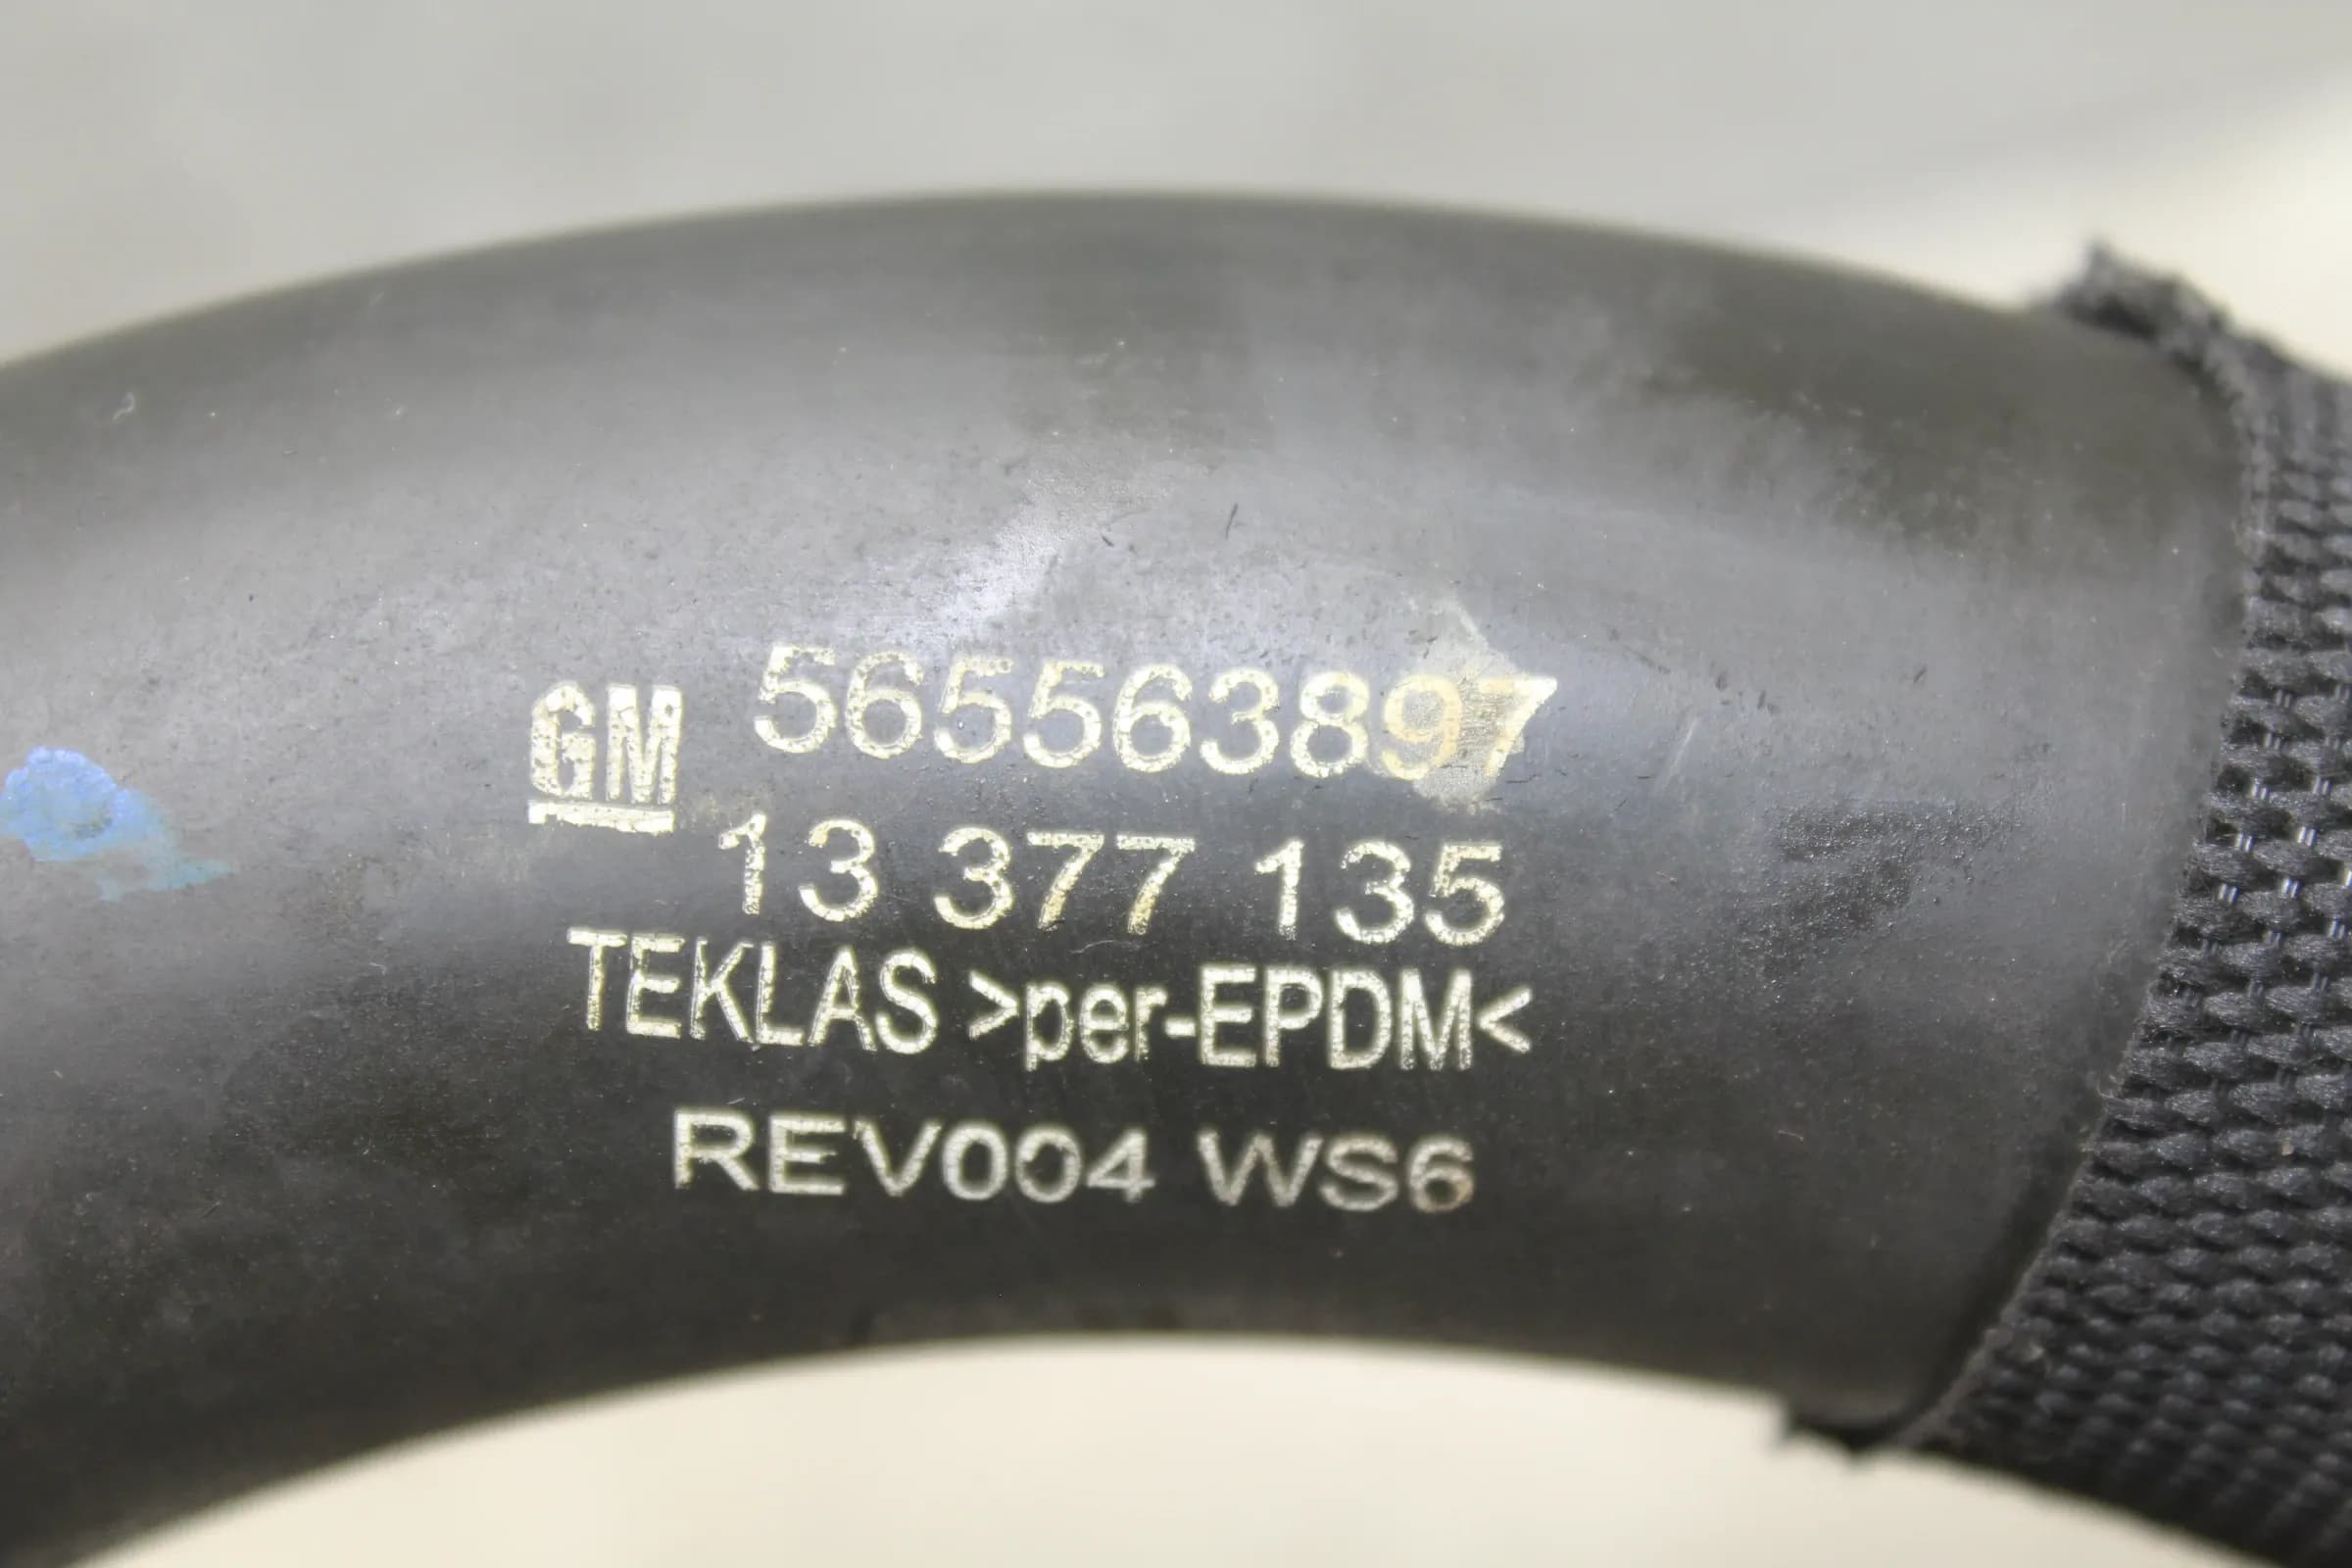 GM 565563897
13 377 135
TEKLAS >per-EPDM<
REV004 WS6